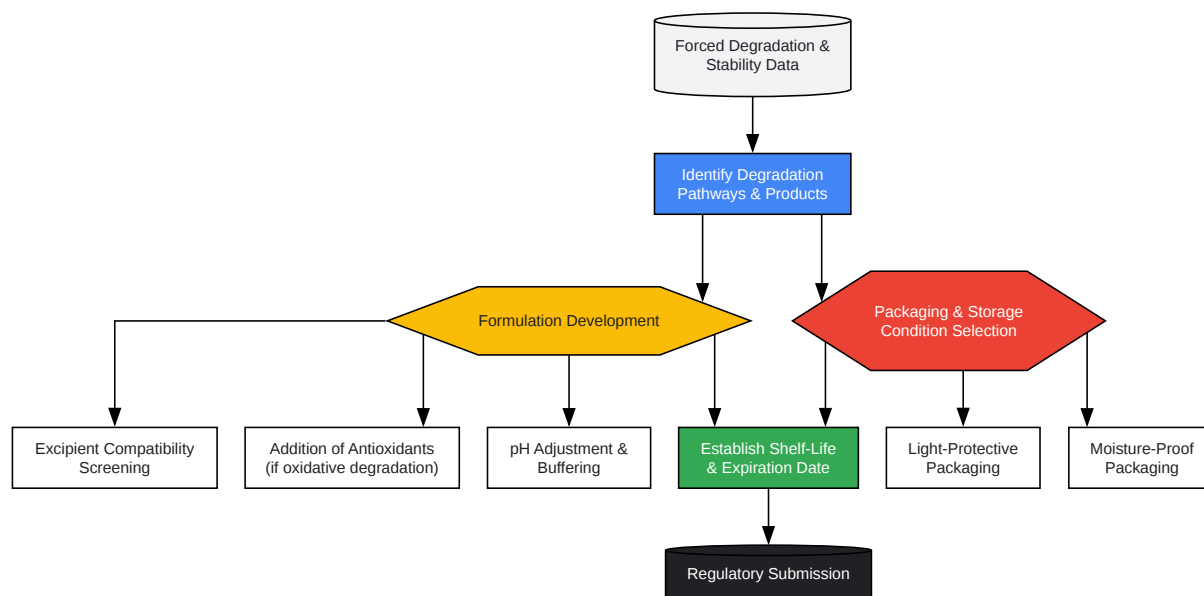 Forced Degradation &
Stability Data
Identify Degradation
Pathways & Products
Formulation Development
Packaging & Storage
Condition Selection
Excipient Compatibility
Screening
Addition of Antioxidants
(if oxidative degradation)
pH Adjustment &
Buffering
Establish Shelf-Life
& Expiration Date
Light-Protective
Packaging
Moisture-Proof
Packaging
Regulatory Submission